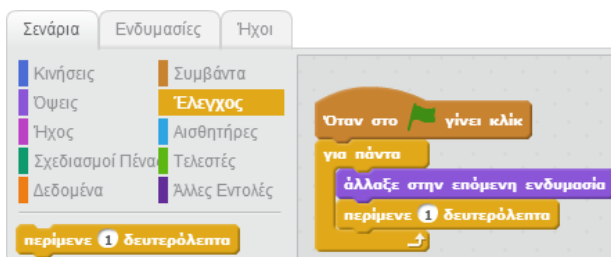 Σενάρια Ενδυμασίες Ήχοι
Κινήσεις Συμβάντα
Όψεις Έλεγχος
Ήχος Αισθητήρες
Σχεδιασμοί Πένας Τελεστές
Δεδομένα Άλλες Εντολές
περίμενε 1 δευτερόλεπτα
Όταν στο γίνει κλίκ
για πάντα
άλλαξε στην επόμενη ενδυμασία
περίμενε 1 δευτερόλεπτα